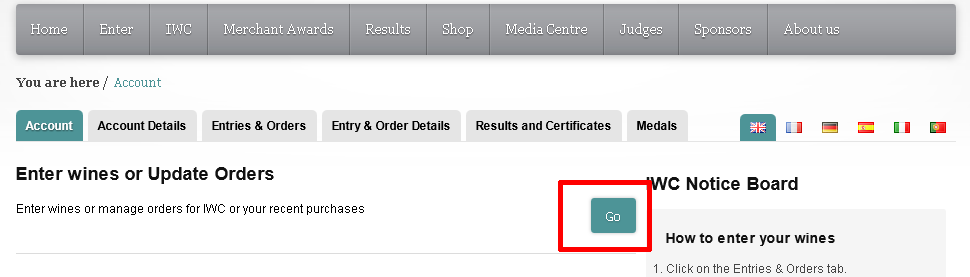 Home Enter IWC Merchant Awards Results Shop Media Centre Judges Sponsors About us
You are here / Account
Account Account Details Entries & Orders Entry & Order Details Results and Certificates Medals
Enter wines or Update Orders
Enter wines or manage orders for IWC or your recent purchases
Go
IWC Notice Board
How to enter your wines
1. Click on the Entries & Orders tab.